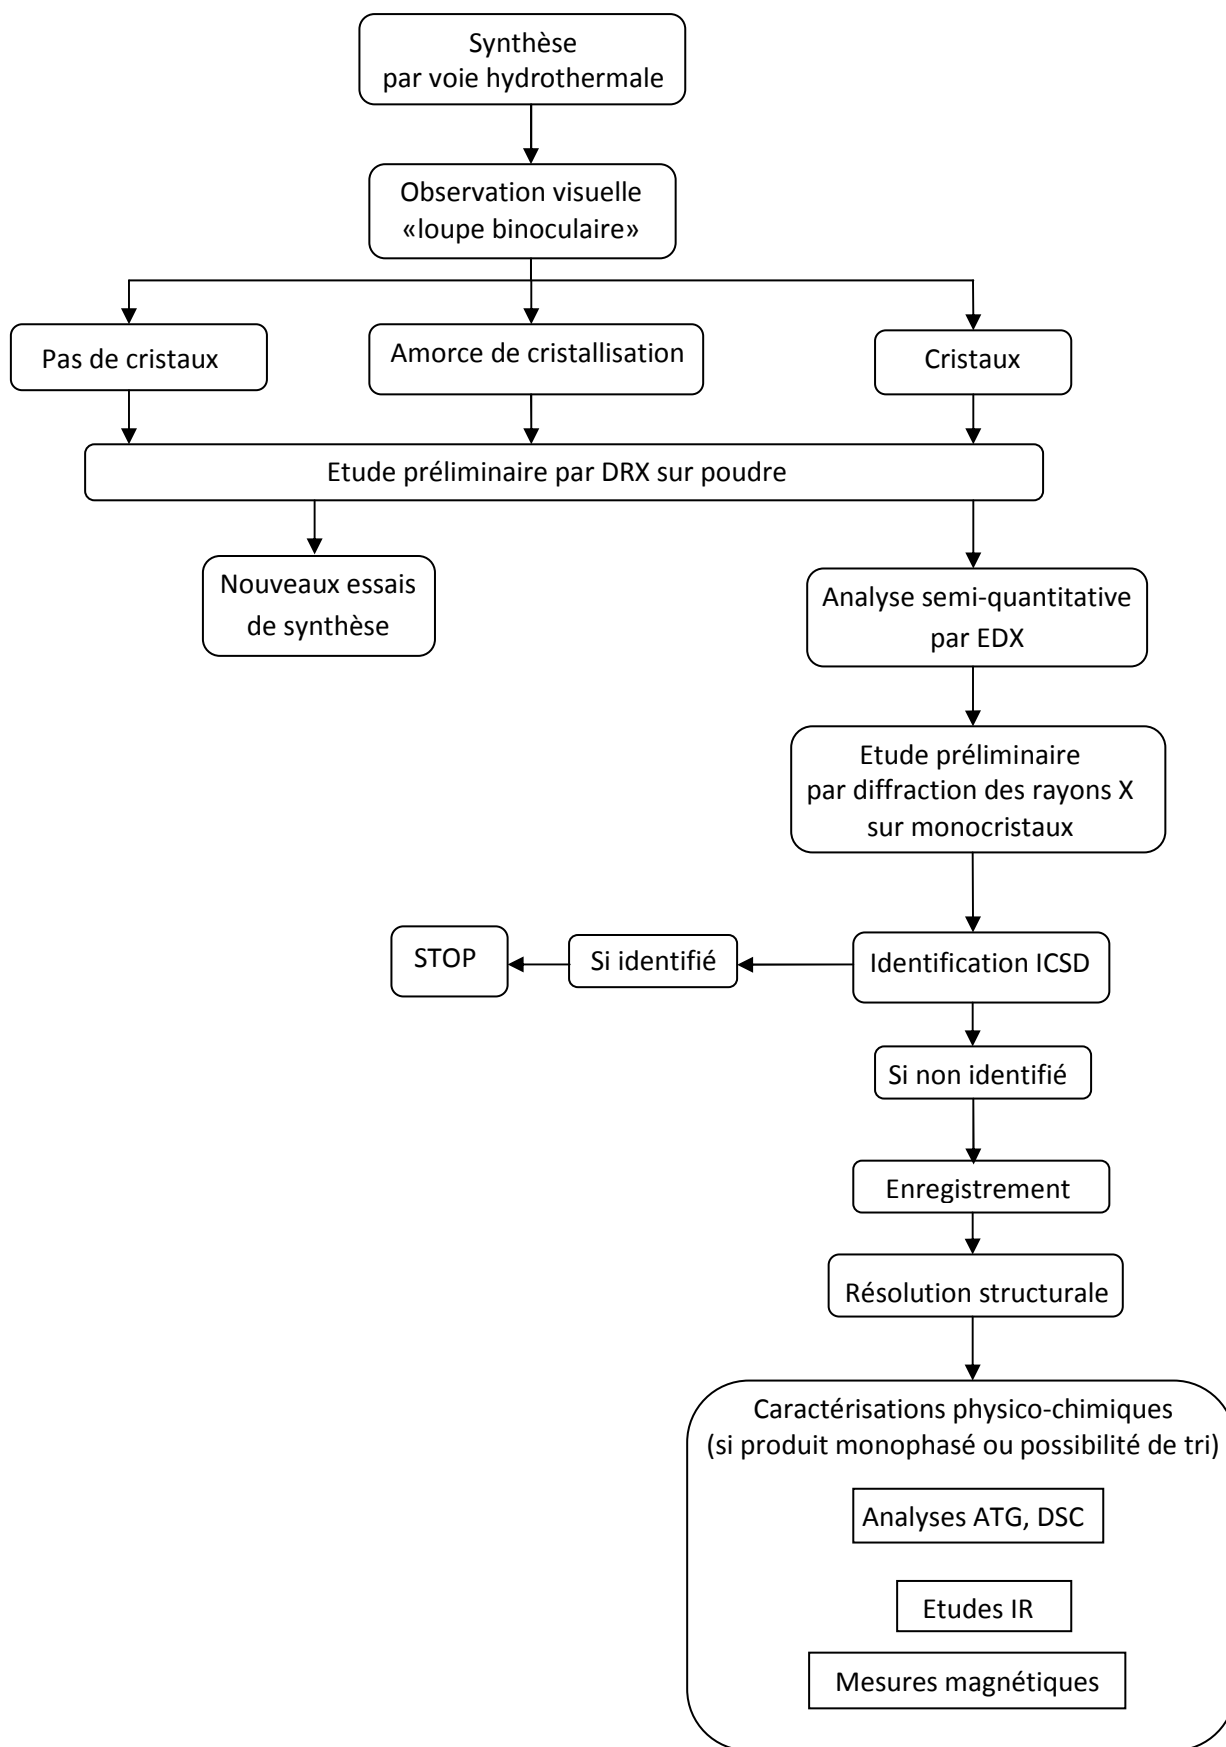 Synthèse
par voie hydrothermale
Observation visuelle
«loupe binoculaire»
Pas de cristaux
Amorce de cristallisation
Cristaux
Etude préliminaire par DRX sur poudre
Nouveaux essais
de synthèse
Analyse semi-quantitative
par EDX
Etude préliminaire
par diffraction des rayons X
sur monocristaux
STOP
Si identifié
Identification ICSD
Si non identifié
Enregistrement
Résolution structurale
Caractérisations physico-chimiques
(si produit monophasé ou possibilité de tri)
Analyses ATG, DSC
Etudes IR
Mesures magnétiques